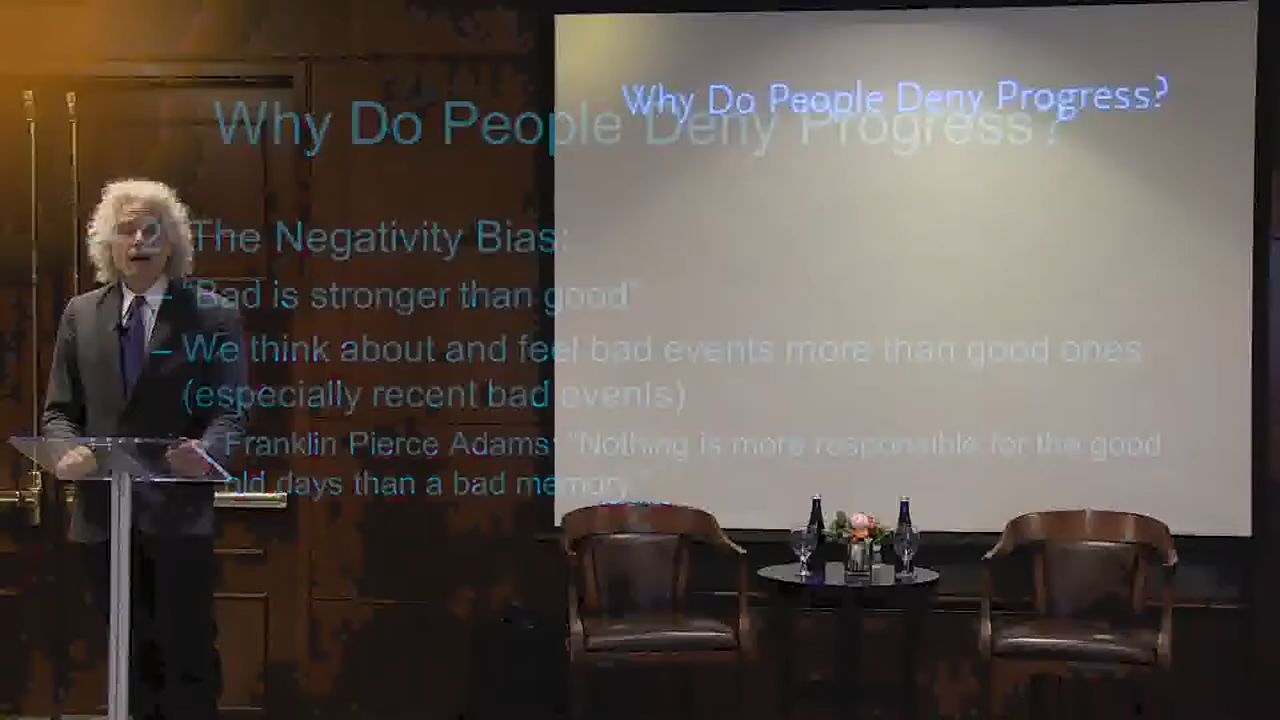 Why Do People Deny Progress?
Why Do People Deny Progress?
2. The Negativity Bias:
– “Bad is stronger than good”
– We think about and feel bad events more than good ones
(especially recent bad events)
Franklin Pierce Adams: “Nothing is more responsible for the good
old days than a bad memory”